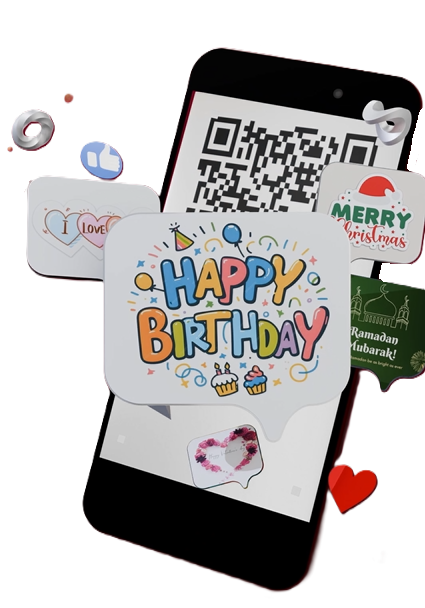 I LOVE
MERRY
Christmas
HAPPY
BIRTHDAY
Ramadan
Mubarak!